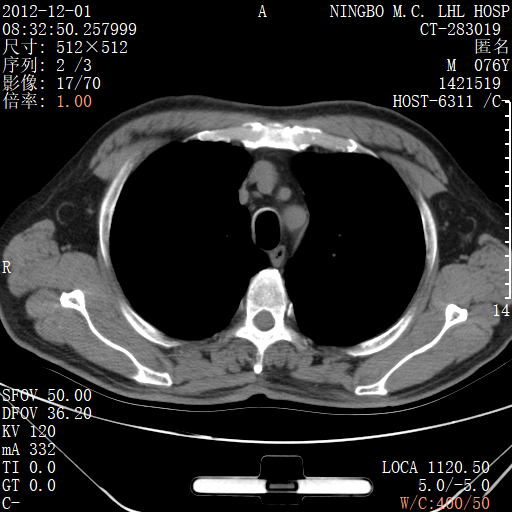 2012-12-01
A
NINGBO M.C. LHL HOSP
08:32:50.257999
CT-283019
尺寸: 512×512
匿名
序列: 2 /3
M 076Y
影像: 17/70
1421519
倍率: 1.00
HOST-6311 /C-
R
14
SFOV 50.00
DFOV 36.20
KV 120
mA 332
TI 0.0
LOCA 1120.50
GT 0.0
5.0/-5.0
C-
W/C:400/50